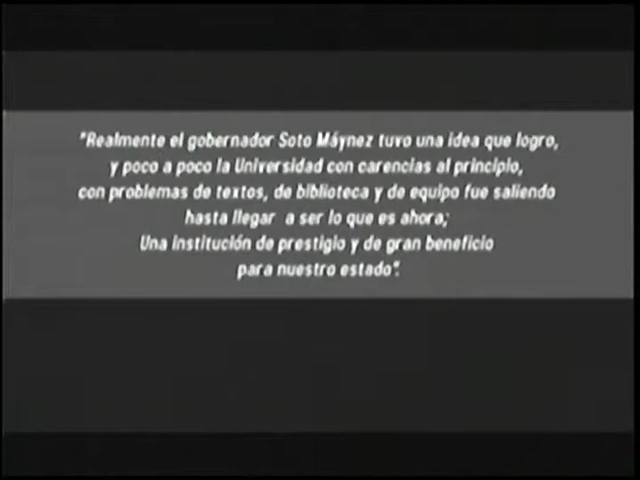 "Realmente el gobernador Soto Máynez tuvo una idea que logro,
y poco a poco la Universidad con carencias al principio,
con problemas de textos, de biblioteca y de equipo fue saliendo
hasta llegar a ser lo que es ahora;
Una institución de prestigio y de gran beneficio
para nuestro estado".